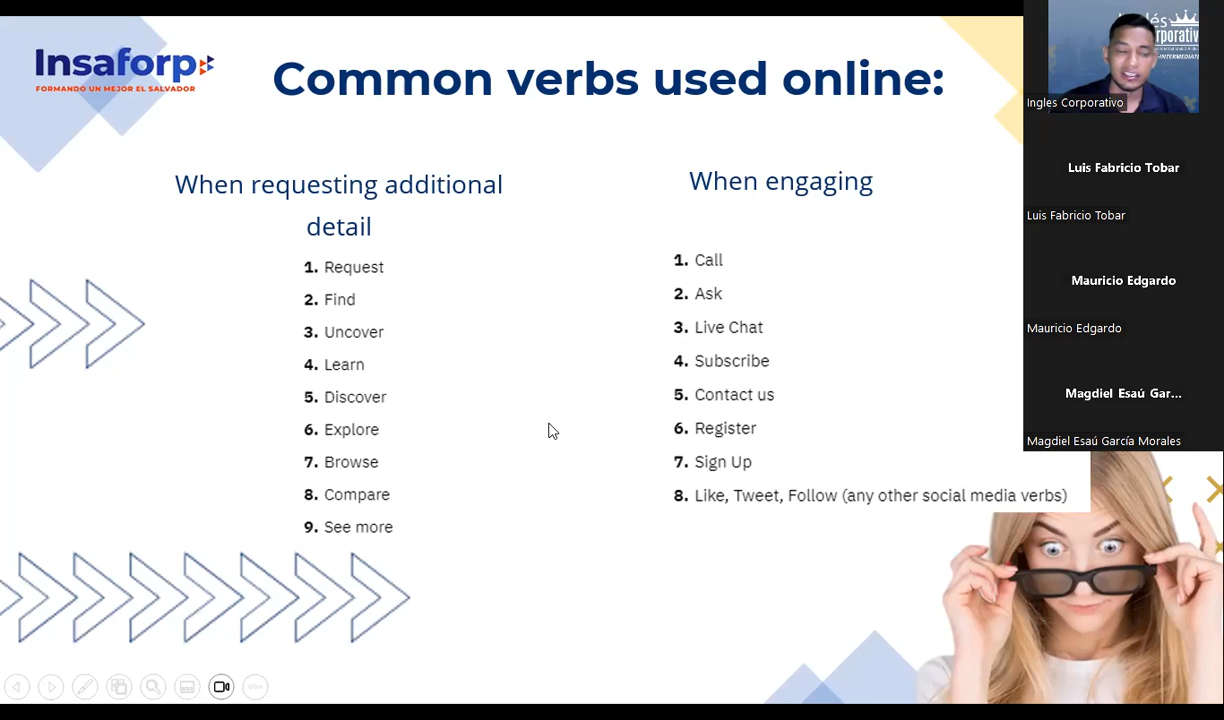 Insaforp
FORMANDO UN MEJOR EL SALVADOR
Common verbs used online:
When requesting additional
detail
1. Request
2. Find
3. Uncover
4. Learn
5. Discover
6. Explore
7. Browse
8. Compare
9. See more
When engaging
1. Call
2. Ask
3. Live Chat
4. Subscribe
5. Contact us
6. Register
7. Sign Up
8. Like, Tweet, Follow (any other social media verbs)
Ingles Corporativo
Luis Fabricio Tobar
Luis Fabricio Tobar
Mauricio Edgardo
Mauricio Edgardo
Magdiel Esaú Gar...
Magdiel Esaú García Morales